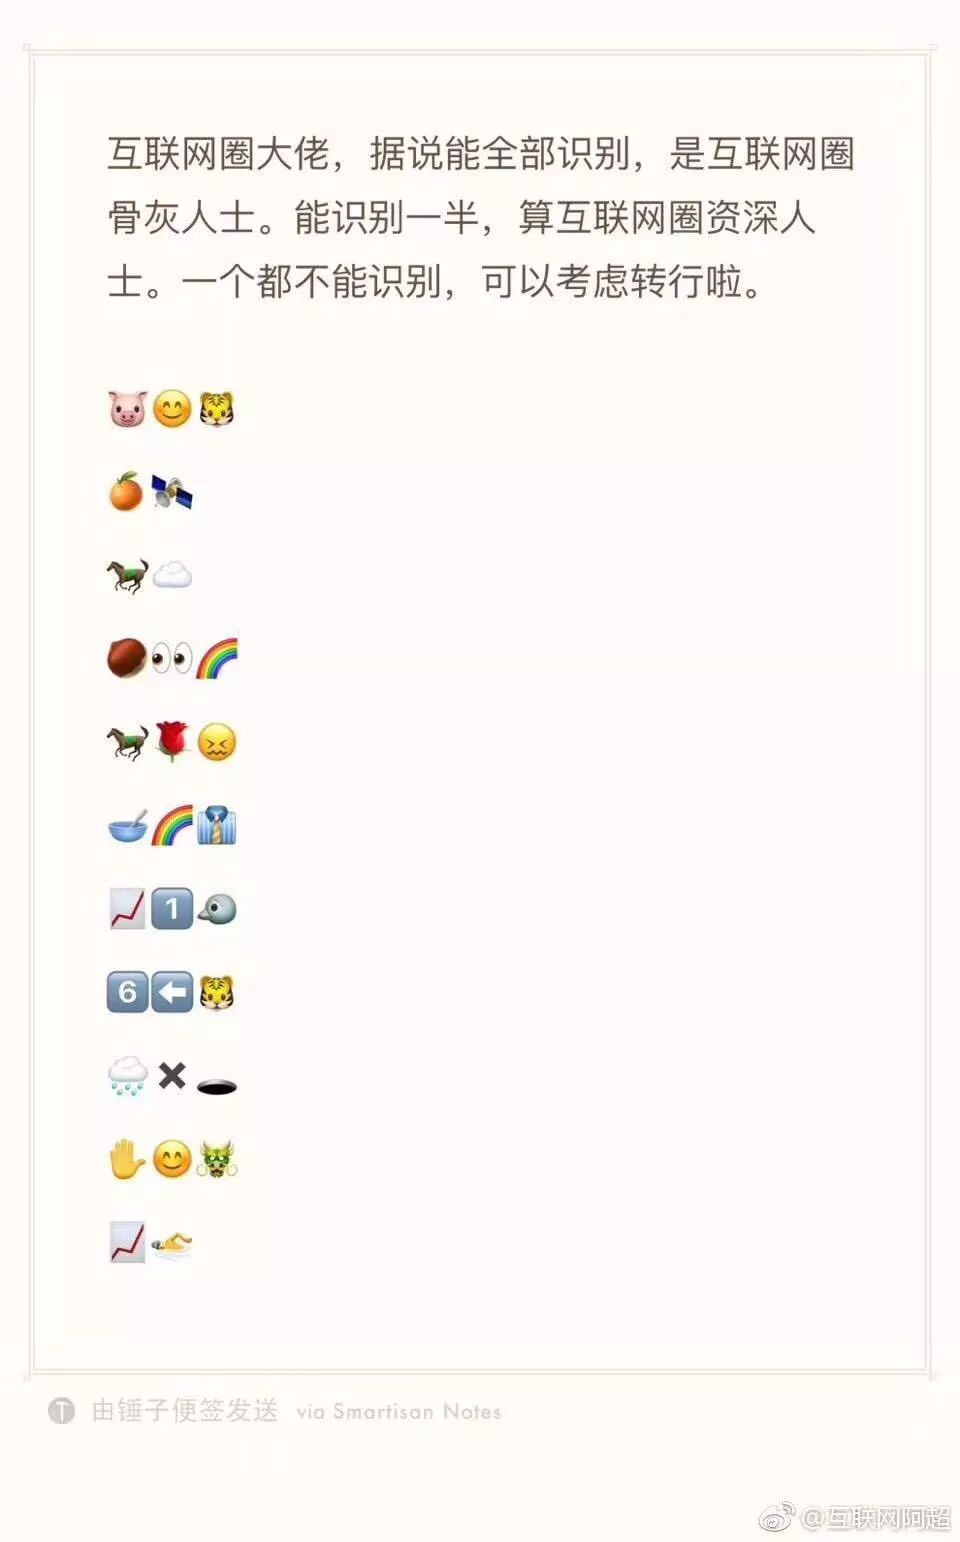 互联网圈大佬，据说能全部识别，是互联网圈
骨灰人士。能识别一半，算互联网圈资深人
士。一个都不能识别，可以考虑转行啦。
🐷😊🐯
🍊🛰️
🐎☁️
🌰👀🌈
🐎🌹😖
🥣🌈👔
📈1️⃣🐦
6️⃣⬅️🐯
🌧️✖️🕳️
✋😊🐲
📈🏊
由锤子便签发送 via Smartisan Notes
@互联网阿超